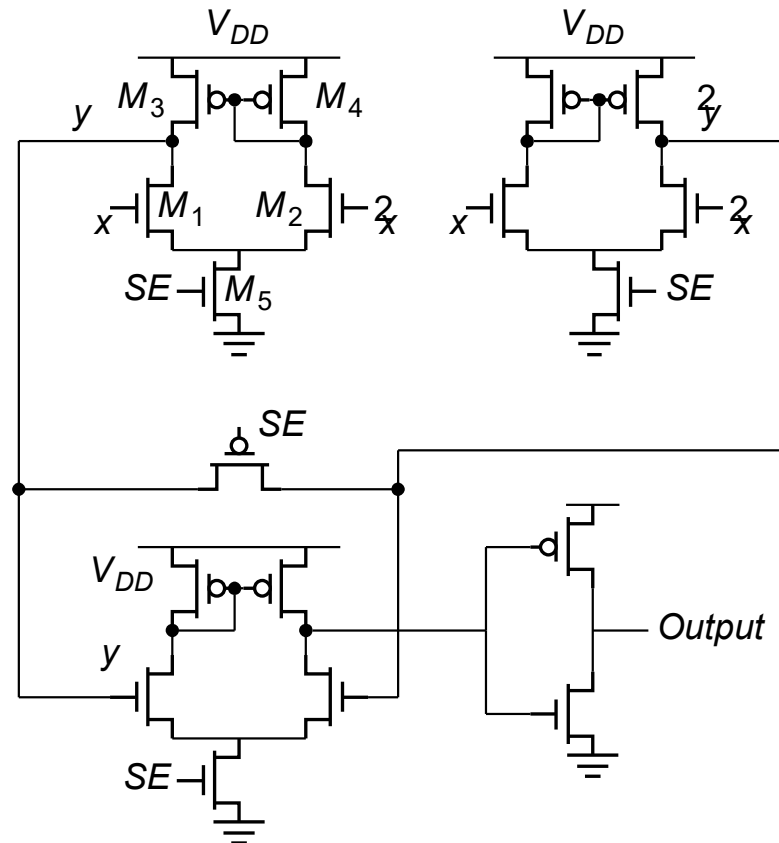 V_DD V_DD
M_3 M_4
y 2y
x M_1 M_2 2x x 2x
SE M_5 SE
SE
V_DD
y Output
SE